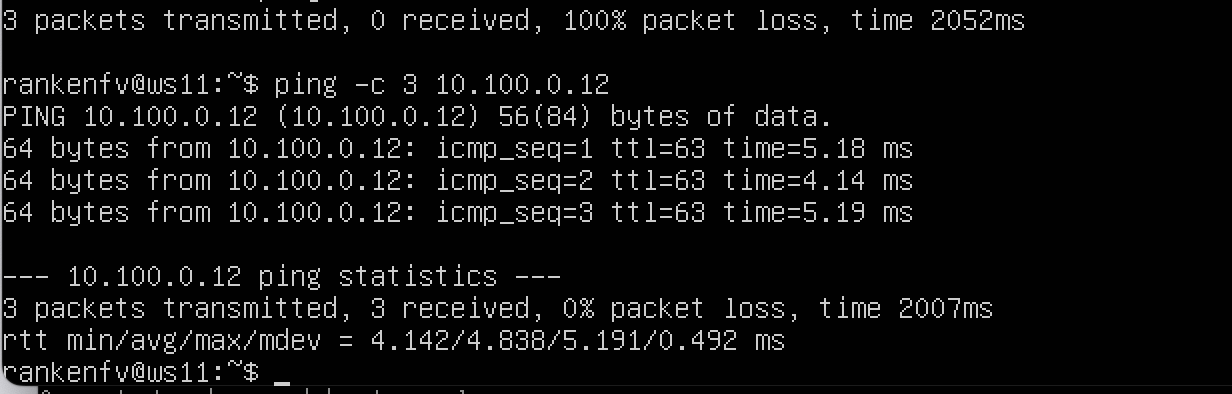 3 packets transmitted, 0 received, 100% packet loss, time 2052ms
rankenfv@ws11:~$ ping -c 3 10.100.0.12
PING 10.100.0.12 (10.100.0.12) 56(84) bytes of data.
64 bytes from 10.100.0.12: icmp_seq=1 ttl=63 time=5.18 ms
64 bytes from 10.100.0.12: icmp_seq=2 ttl=63 time=4.14 ms
64 bytes from 10.100.0.12: icmp_seq=3 ttl=63 time=5.19 ms
--- 10.100.0.12 ping statistics ---
3 packets transmitted, 3 received, 0% packet loss, time 2007ms
rtt min/avg/max/mdev = 4.142/4.838/5.191/0.492 ms
rankenfv@ws11:~$ _